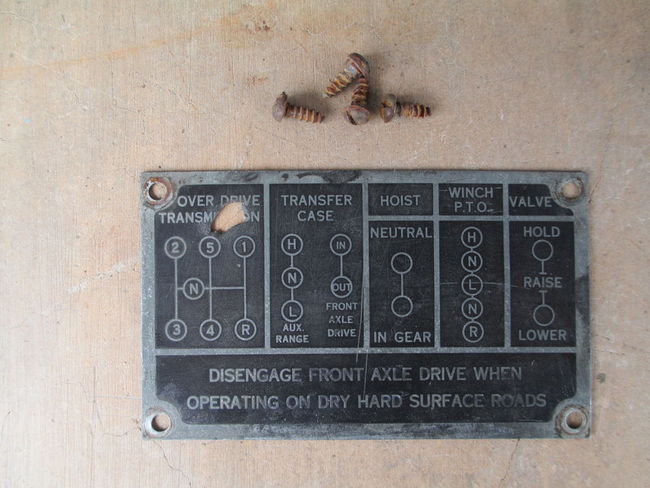 OVER DRIVE
TRANSMISSION
2 5 1
N
3 4 R
TRANSFER
CASE
H IN
N
L OUT
AUX.
RANGE
FRONT
AXLE
DRIVE
HOIST
NEUTRAL
IN GEAR
WINCH
P.T.O.
H
N
L
N
R
VALVE
HOLD
RAISE
LOWER
DISENGAGE FRONT AXLE DRIVE WHEN
OPERATING ON DRY HARD SURFACE ROADS